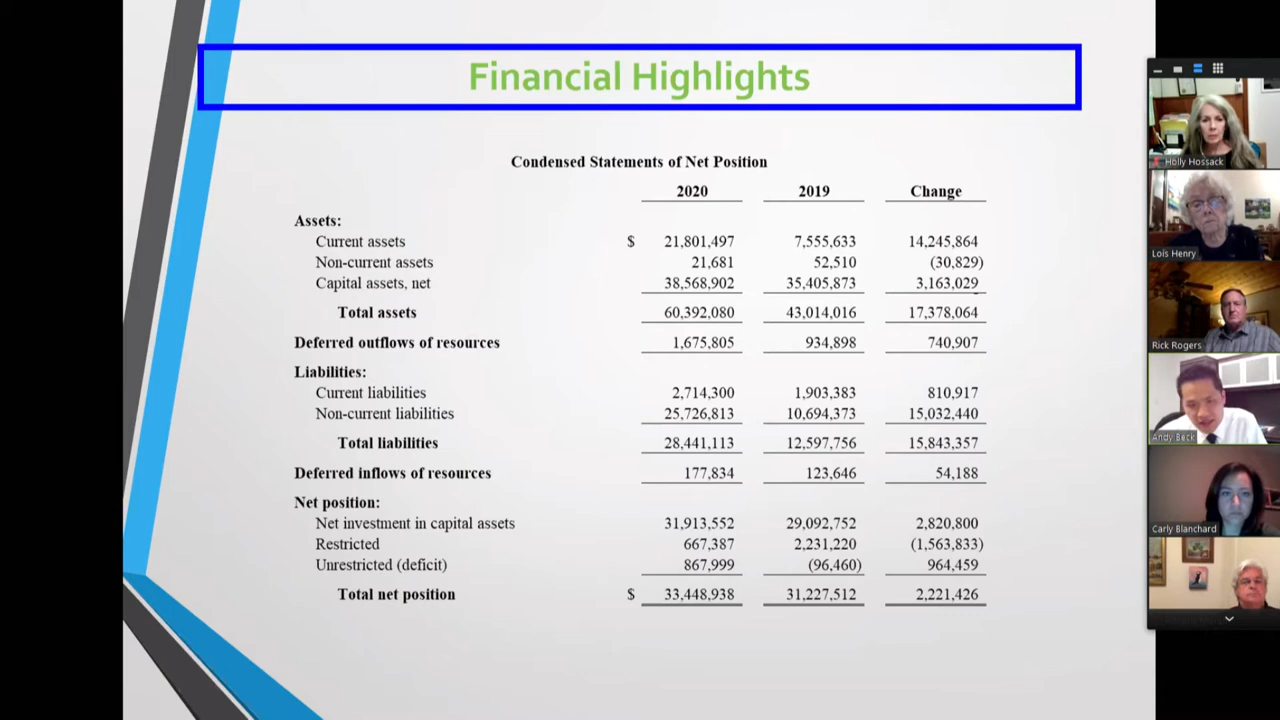 Financial Highlights
Condensed Statements of Net Position
2020 2019 Change
Assets:
Current assets $ 21,801,497 7,555,633 14,245,864
Non-current assets 21,681 52,510 (30,829)
Capital assets, net 38,568,902 35,405,873 3,163,029
Total assets 60,392,080 43,014,016 17,378,064
Deferred outflows of resources 1,675,805 934,898 740,907
Liabilities:
Current liabilities 2,714,300 1,903,383 810,917
Non-current liabilities 25,726,813 10,694,373 15,032,440
Total liabilities 28,441,113 12,597,756 15,843,357
Deferred inflows of resources 177,834 123,646 54,188
Net position:
Net investment in capital assets 31,913,552 29,092,752 2,820,800
Restricted 667,387 2,231,220 (1,563,833)
Unrestricted (deficit) 867,999 (96,460) 964,459
Total net position $ 33,448,938 31,227,512 2,221,426
Holly Hossack
Lois Henry
Rick Rogers
Andy Beck
Carly Blanchard